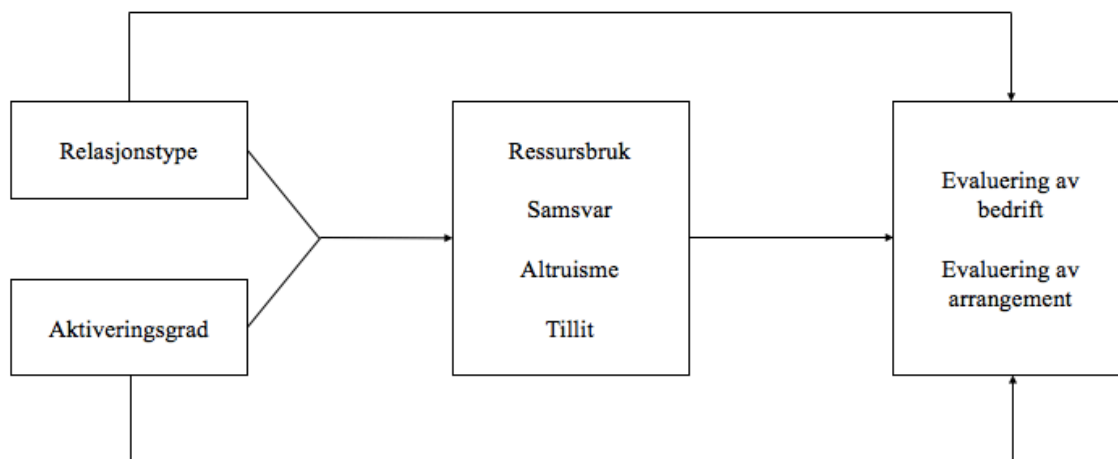 Relasjonstype
Aktiveringsgrad
Ressursbruk
Samsvar
Altruisme
Tillit
Evaluering av
bedrift
Evaluering av
arrangement